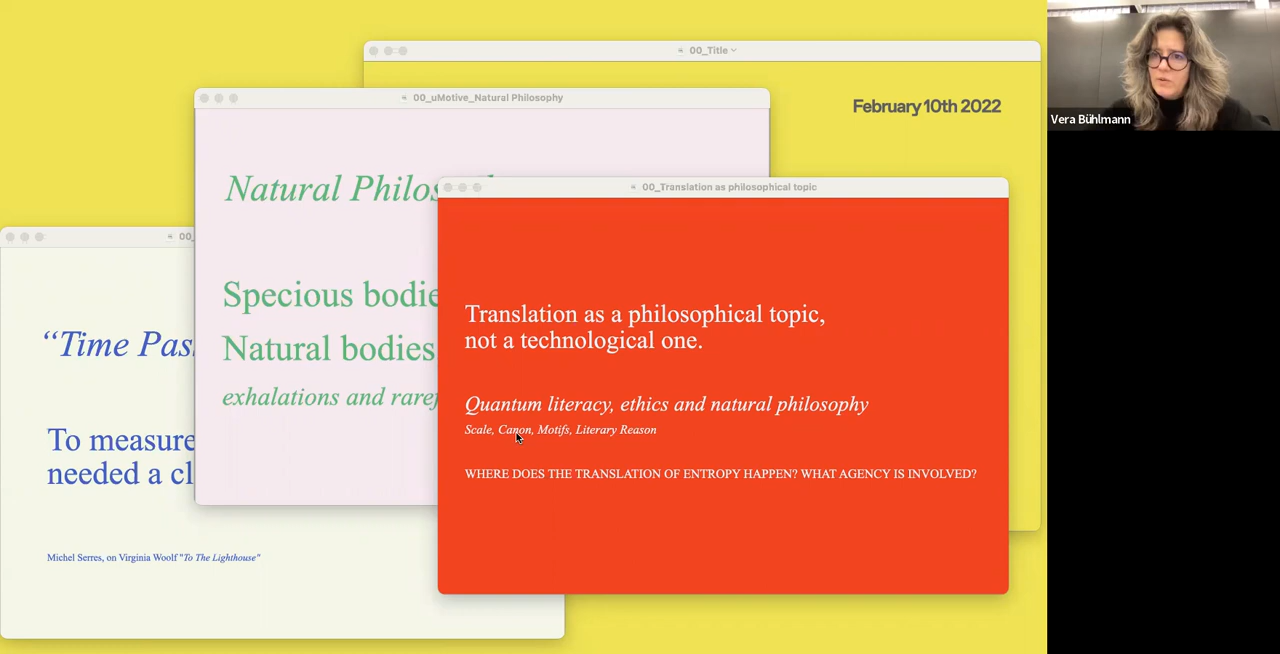 00_Title
February 10th 2022
Vera Bühlmann
00_uMotive_Natural Philosophy
Natural Philos
Specious bodie
Natural bodies
exhalations and raref
00_Translation as philosophical topic
Translation as a philosophical topic,
not a technological one.
Quantum literacy, ethics and natural philosophy
Scale, Canon, Motifs, Literary Reason
WHERE DOES THE TRANSLATION OF ENTROPY HAPPEN? WHAT AGENCY IS INVOLVED?
00_
“Time Pas
To measure
needed a cl
Michel Serres, on Virginia Woolf "To The Lighthouse"